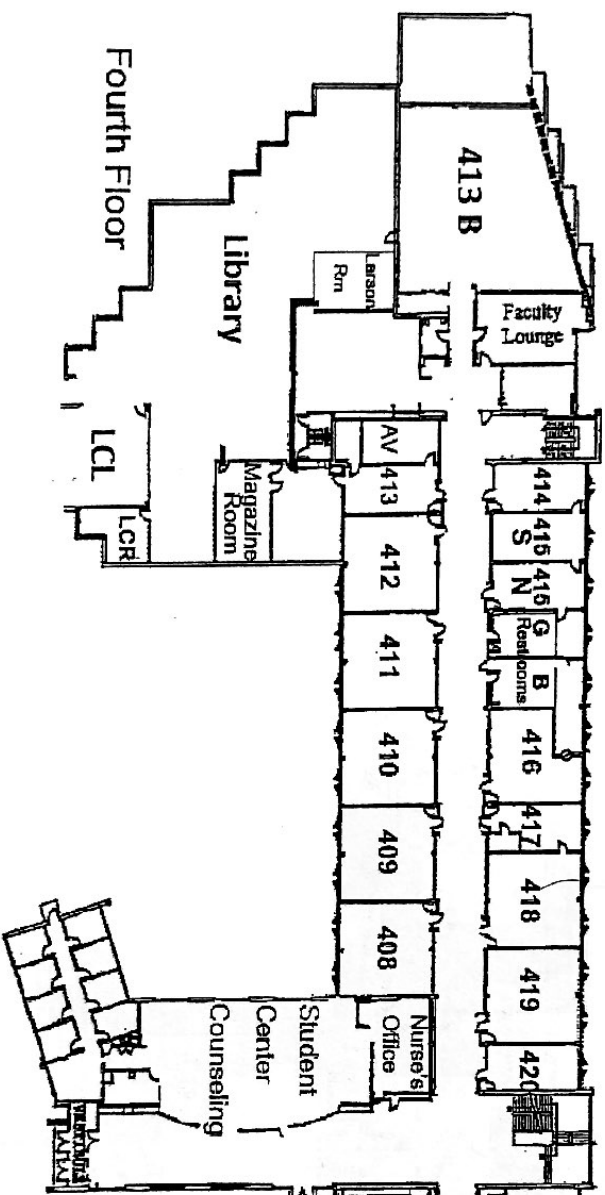 Fourth Floor
413 B
Faculty
Lounge
Larson
Rm
Library
LCL
LCR
Magazine
Room
AV
413
412
411
410
409
408
414
415
S
415
N
G
B
Restrooms
416
417
418
419
420
Nurse's
Office
Student
Center
Counseling